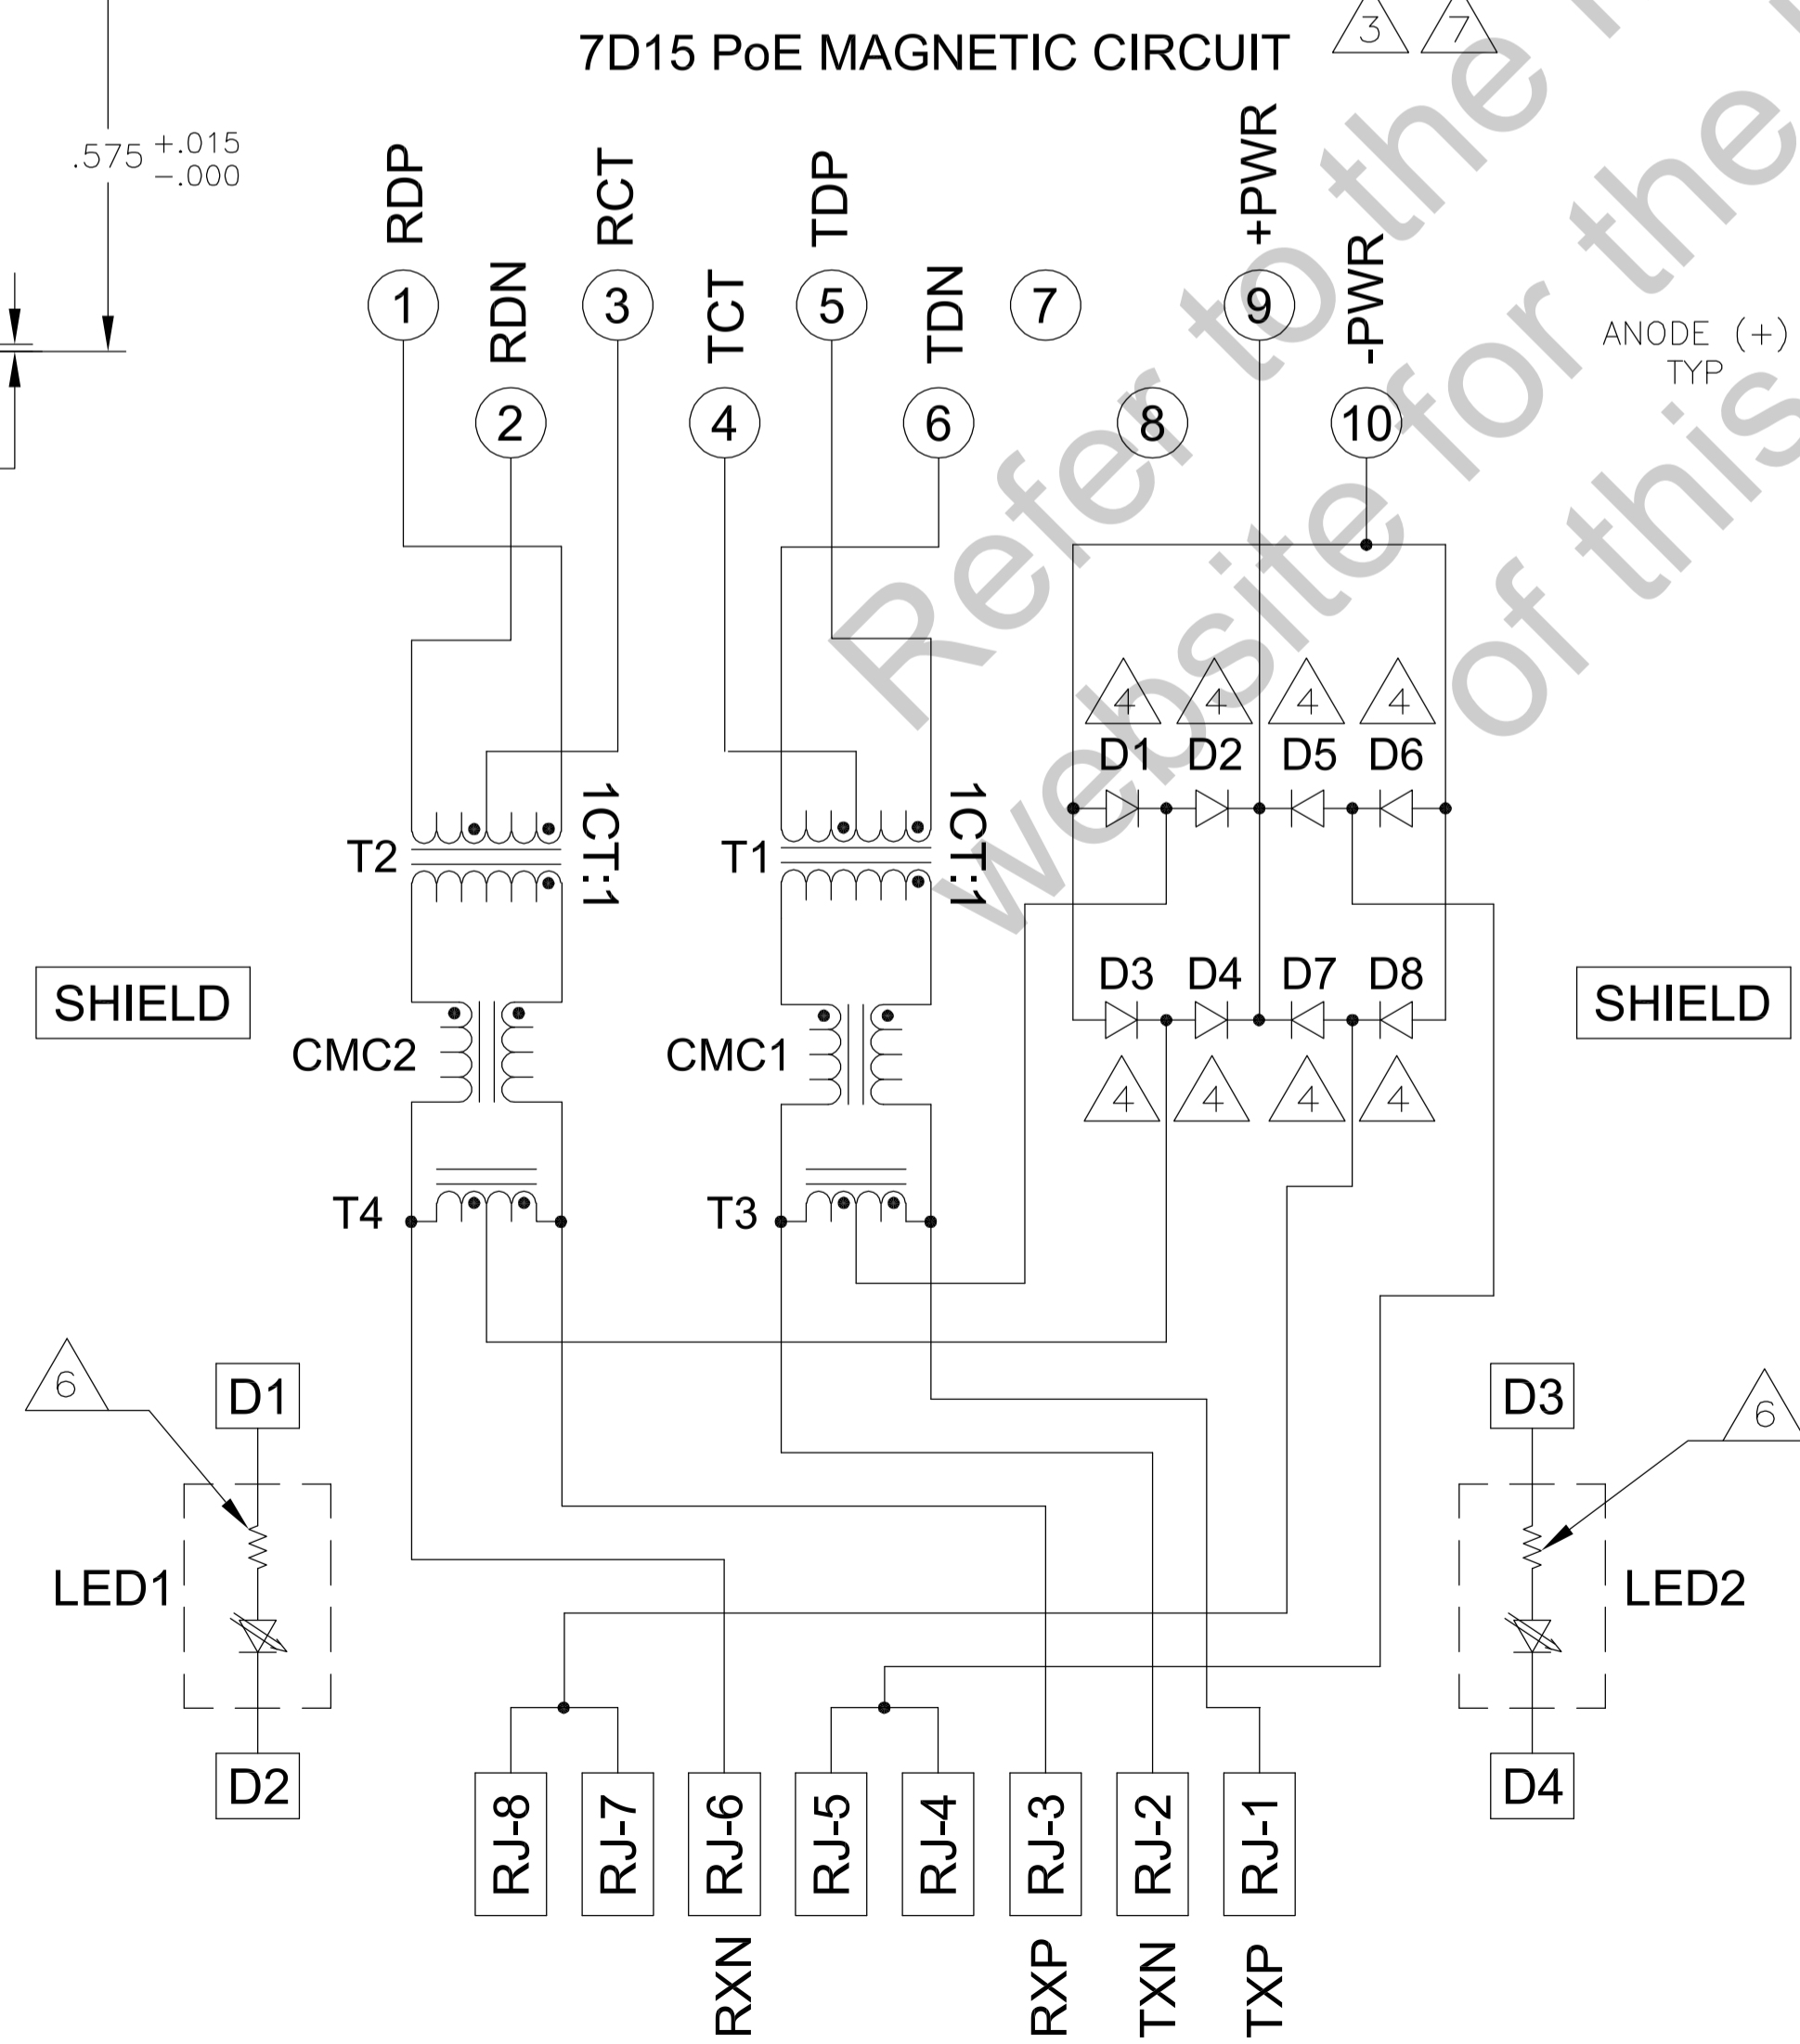 7D15 PoE MAGNETIC CIRCUIT
3
7
.575 +.015
-.000
RDP
RDN
RCT
TCT
TDP
TDN
+PWR
-PWR
1
2
3
4
5
6
7
8
9
10
ANODE (+)
TYP
Refer to the
website for the
of this
4
4
4
4
D1
D2
D5
D6
T2
1CT:1
T1
1CT:1
D3
D4
D7
D8
4
4
4
4
SHIELD
SHIELD
CMC2
CMC1
T4
T3
6
D1
LED1
D2
D3
6
LED2
D4
RJ-8
RJ-7
RJ-6
RJ-5
RJ-4
RJ-3
RJ-2
RJ-1
RXN
RXP
TXN
TXP